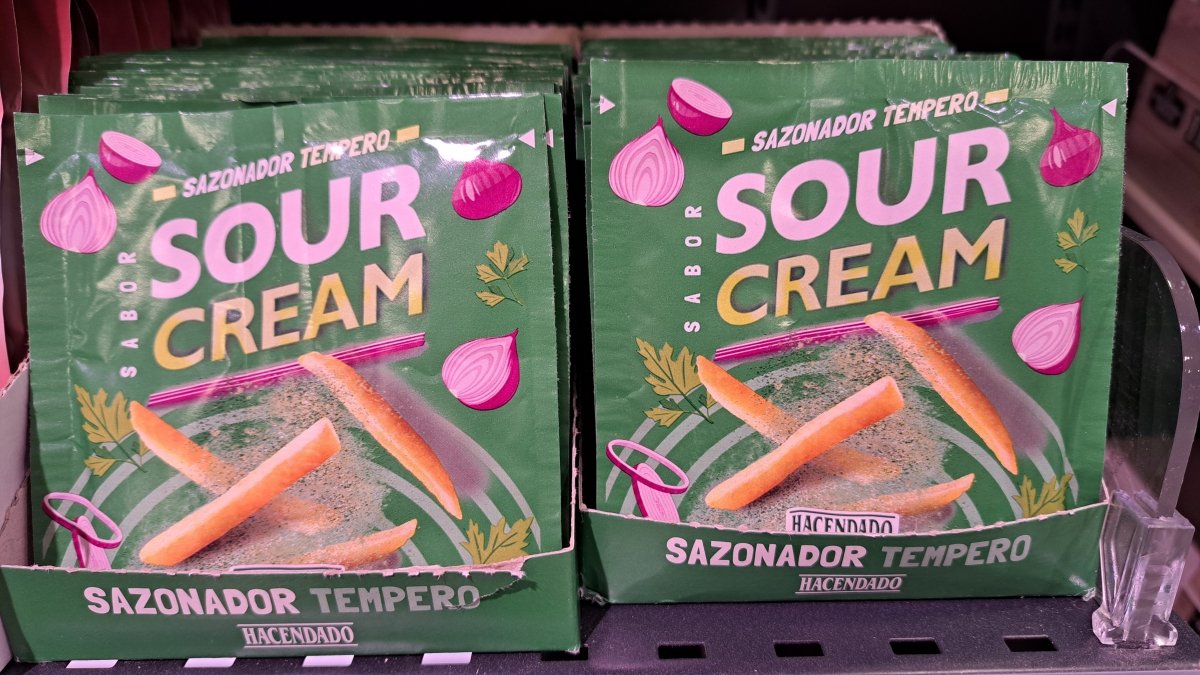 SAZONADOR TEMPERO
SABOR
SOUR
CREAM
SAZONADOR TEMPERO
HACENDADO
SAZONADOR TEMPERO
SABOR
SOUR
CREAM
HACENDADO
SAZONADOR TEMPERO
HACENDADO